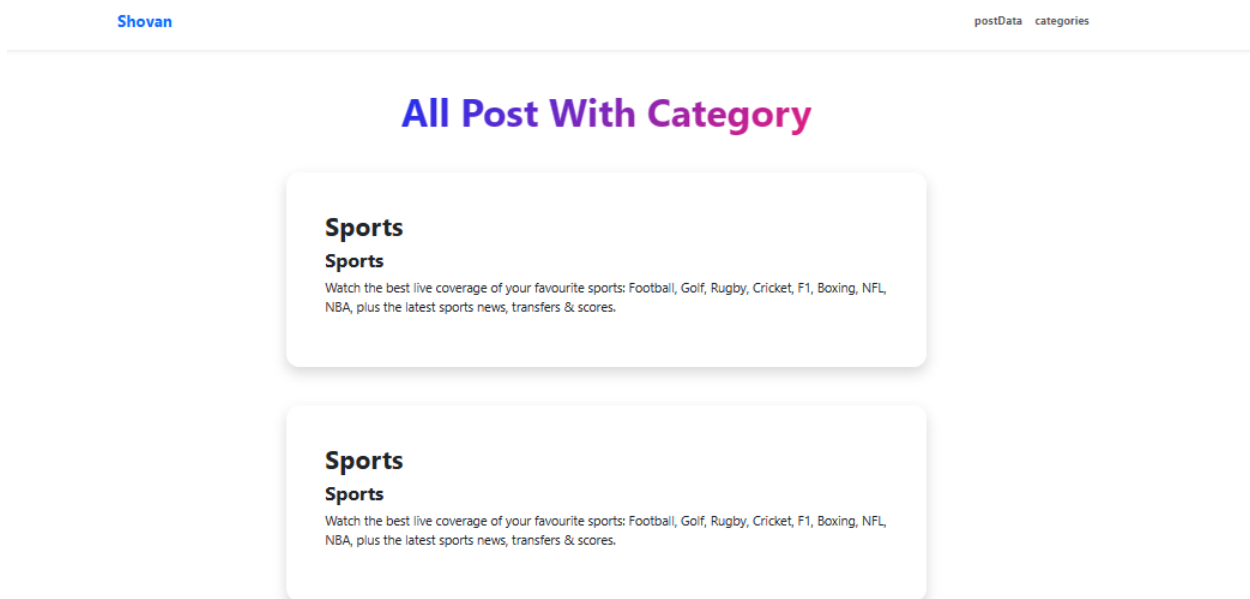 Shovan
postData categories
All Post With Category
Sports
Sports
Watch the best live coverage of your favourite sports: Football, Golf, Rugby, Cricket, F1, Boxing, NFL,
NBA, plus the latest sports news, transfers & scores.
Sports
Sports
Watch the best live coverage of your favourite sports: Football, Golf, Rugby, Cricket, F1, Boxing, NFL,
NBA, plus the latest sports news, transfers & scores.